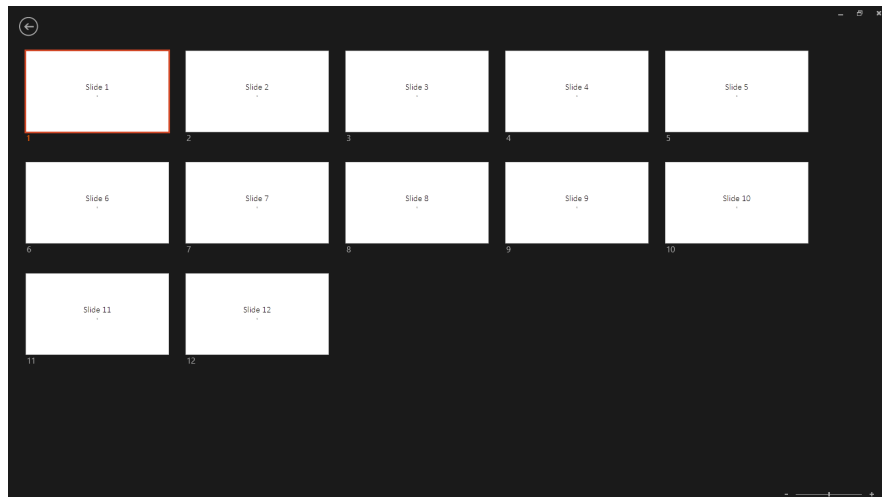 Slide 1
Slide 2
Slide 3
Slide 4
Slide 5
1
2
3
4
5
Slide 6
Slide 7
Slide 8
Slide 9
Slide 10
6
7
8
9
10
Slide 11
Slide 12
11
12